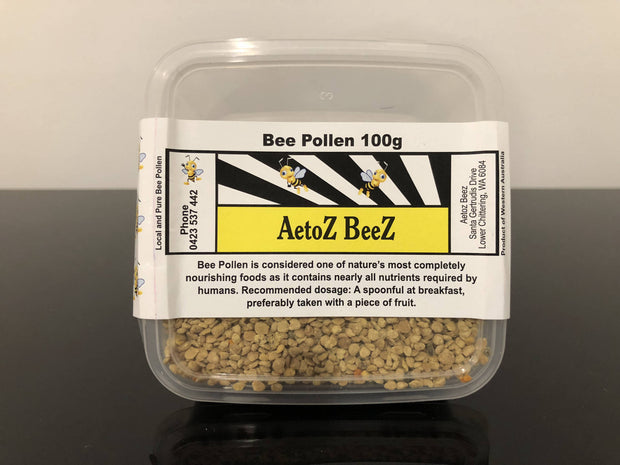 Bee Pollen 100g
Local and Pure Bee Pollen
Phone
0423 537 442
AetoZ BeeZ
Aetoz Beez
Santa Gertrudis Drive
Lower Chittering, WA 6084
Product of Western Australia
Bee Pollen is considered one of nature's most completely
nourishing foods as it contains nearly all nutrients required by
humans. Recommended dosage: A spoonful at breakfast,
preferably taken with a piece of fruit.